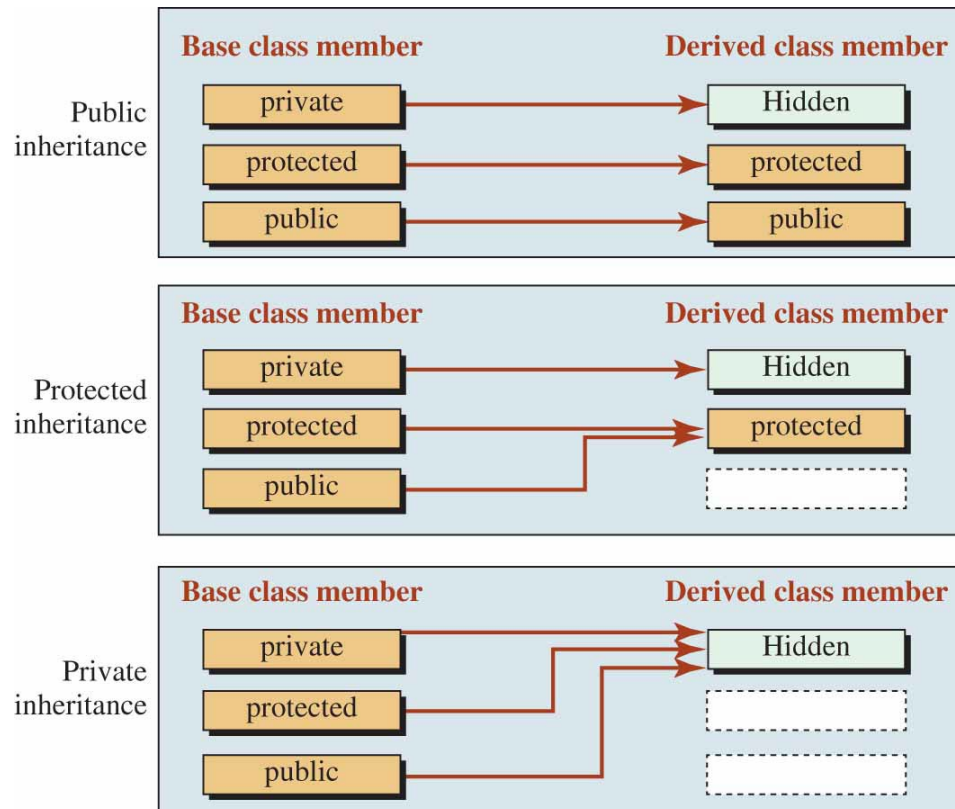 Public
inheritance
Base class member
Derived class member
private
Hidden
protected
protected
public
public
Protected
inheritance
Base class member
Derived class member
private
Hidden
protected
protected
public
Private
inheritance
Base class member
Derived class member
private
Hidden
protected
public